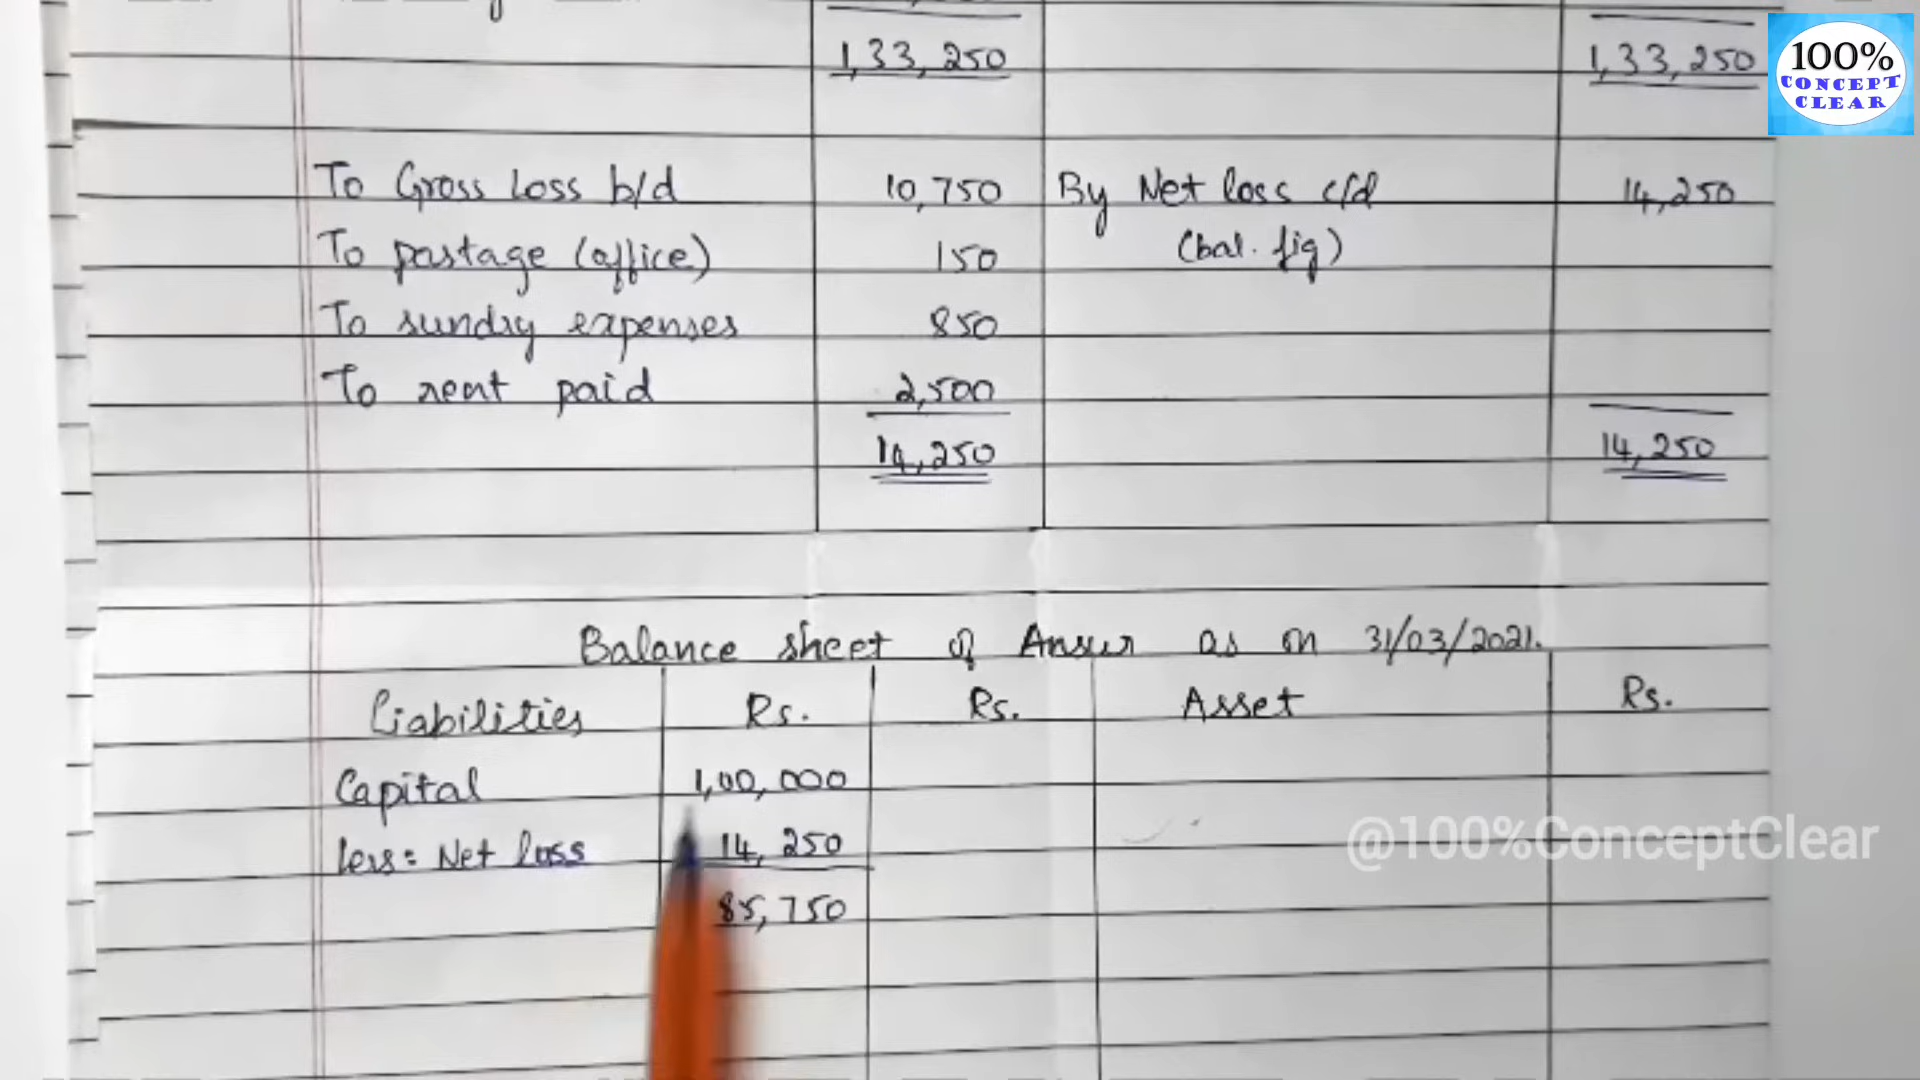 1,33,250 1,33,250
100%
CONCEPT
CLEAR
To Gross Loss b/d 10,750 By Net loss c/d 14,250
To postage (office) 150 (bal. fig)
To sundry expenses 850
To rent paid 2,500
14,250 14,250
Balance sheet of Ansur as on 31/03/2021.
Liabilities Rs. Rs. Asset Rs.
Capital 1,00,000
less: Net loss 14,250
85,750
@100%ConceptClear